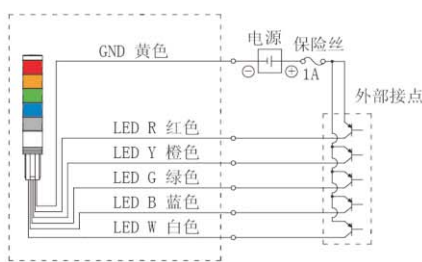 GND 黄色
电源
保险丝
1A
外部接点
LED R 红色
LED Y 橙色
LED G 绿色
LED B 蓝色
LED W 白色